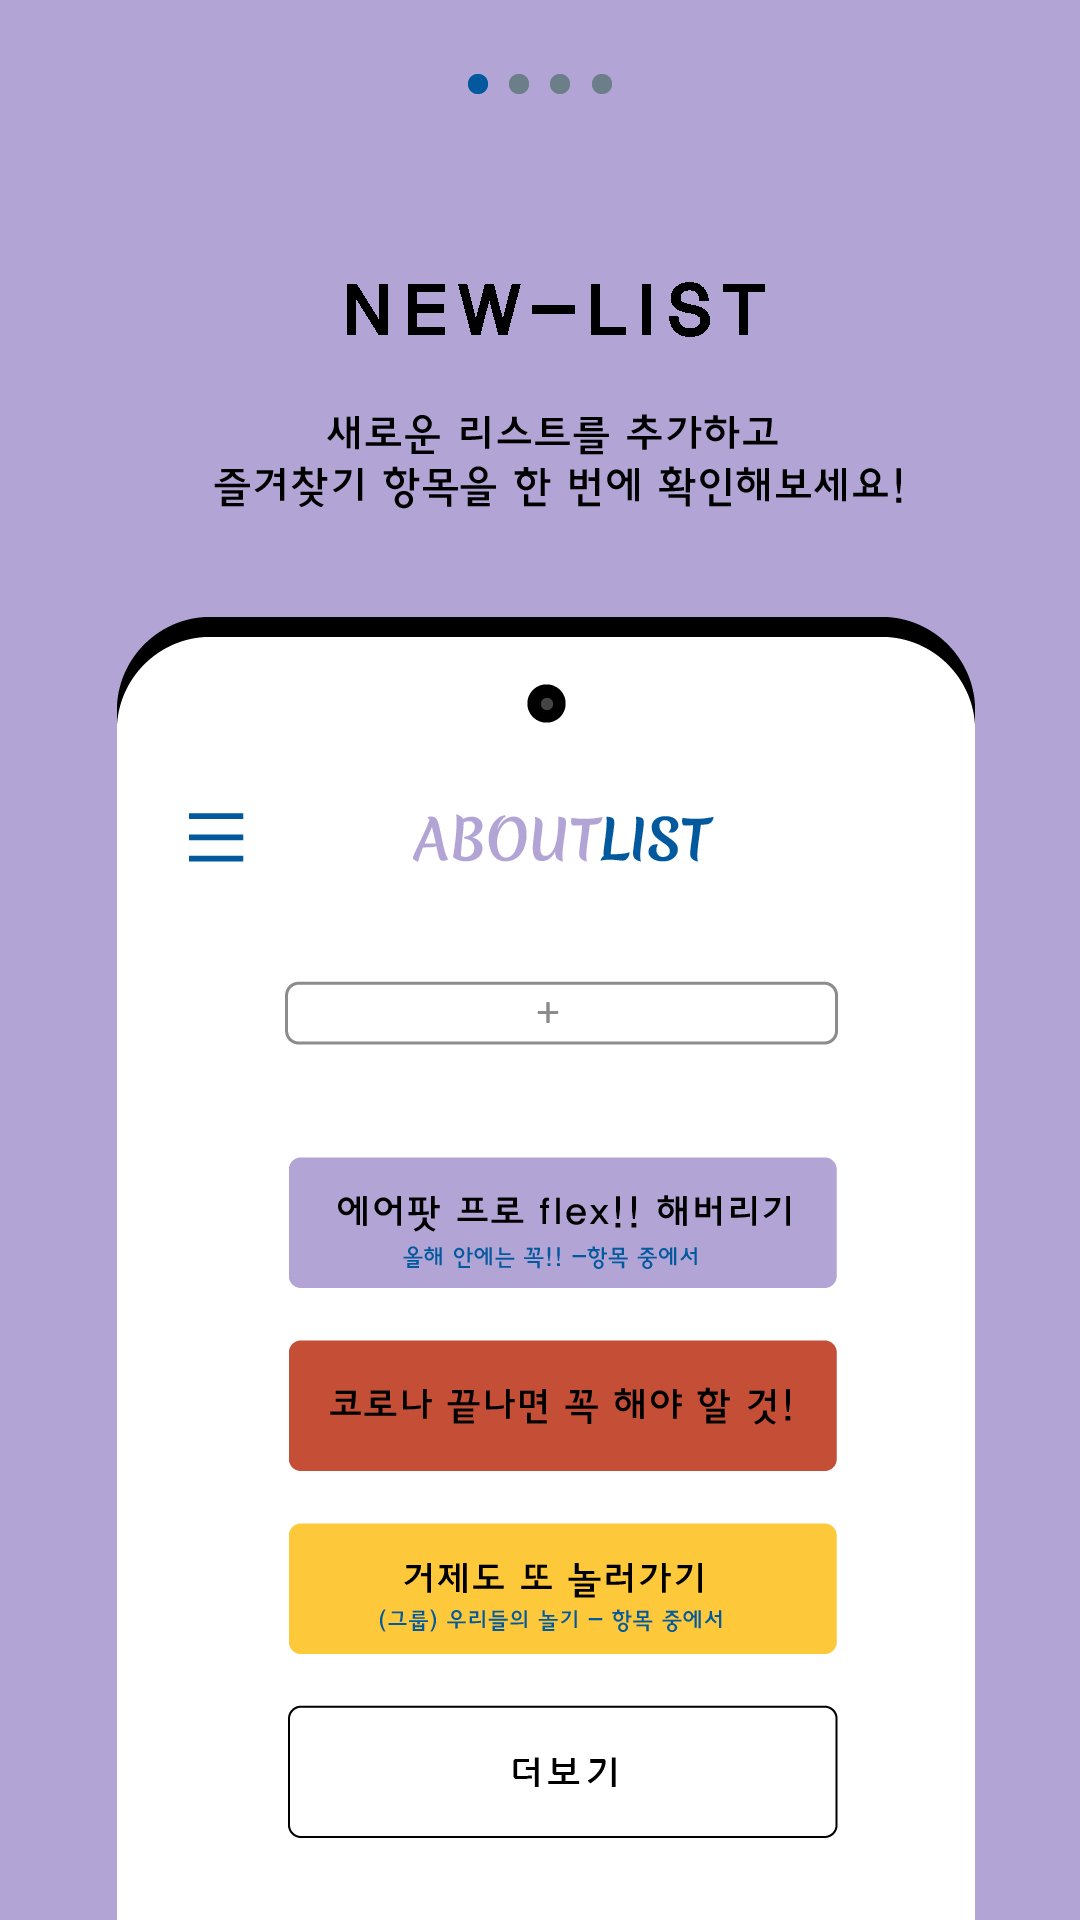 NEW-LIST
새로운 리스트를 추가하고
즐겨찾기 항목을 한 번에 확인해보세요!
ABOUTLIST
+
에어팟 프로 flex!! 해버리기
올해 안에는 꼭!! -항목 중에서
코로나 끝나면 꼭 해야 할 것!
거제도 또 놀러가기
(그룹) 우리들의 놀기 - 항목 중에서
더보기